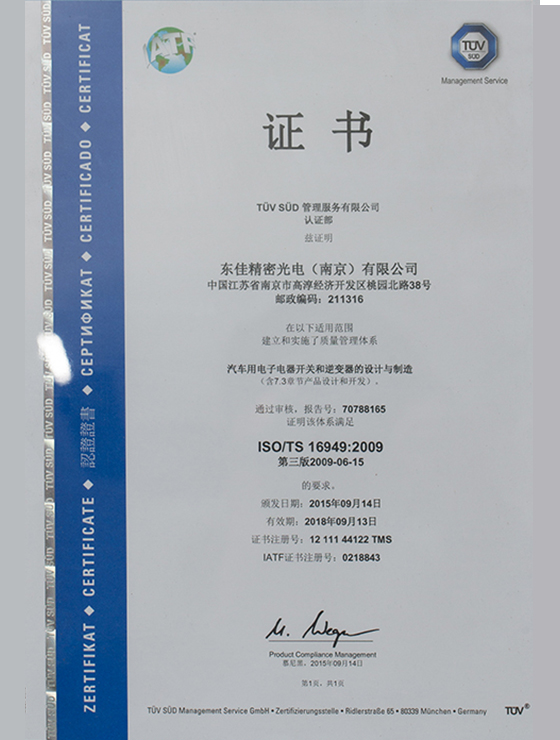 IATF
TÜV
SÜD
Management Service
证书
TÜV SÜD 管理服务有限公司
认证部
兹证明
东佳精密光电（南京）有限公司
中国江苏省南京市高淳经济开发区桃园北路38号
邮政编码：211316
在以下适用范围
建立和实施了质量管理体系
汽车用电子电器开关和逆变器的设计与制造
（含7.3章节产品设计和开发）。
通过审核，报告号：70788165
证明该体系满足
ISO/TS 16949:2009
第三版2009-06-15
的要求。
颁发日期：2015年09月14日
有效期：2018年09月13日
证书注册号：12 111 44122 TMS
IATF证书注册号：0218843
Product Compliance Management
慕尼黑，2015年09月14日
第1页，共1页
TÜV SÜD Management Service GmbH • Zertifizierungsstelle • Ridlerstraße 65 • 80339 München • Germany
TÜV®
ZERTIFIKAT ◆ CERTIFICATE ◆ 認證證書 ◆ СЕРТИФИКАТ ◆ CERTIFICADO ◆ CERTIFICAT
TÜV SÜD TÜV SÜD TÜV SÜD TÜV SÜD